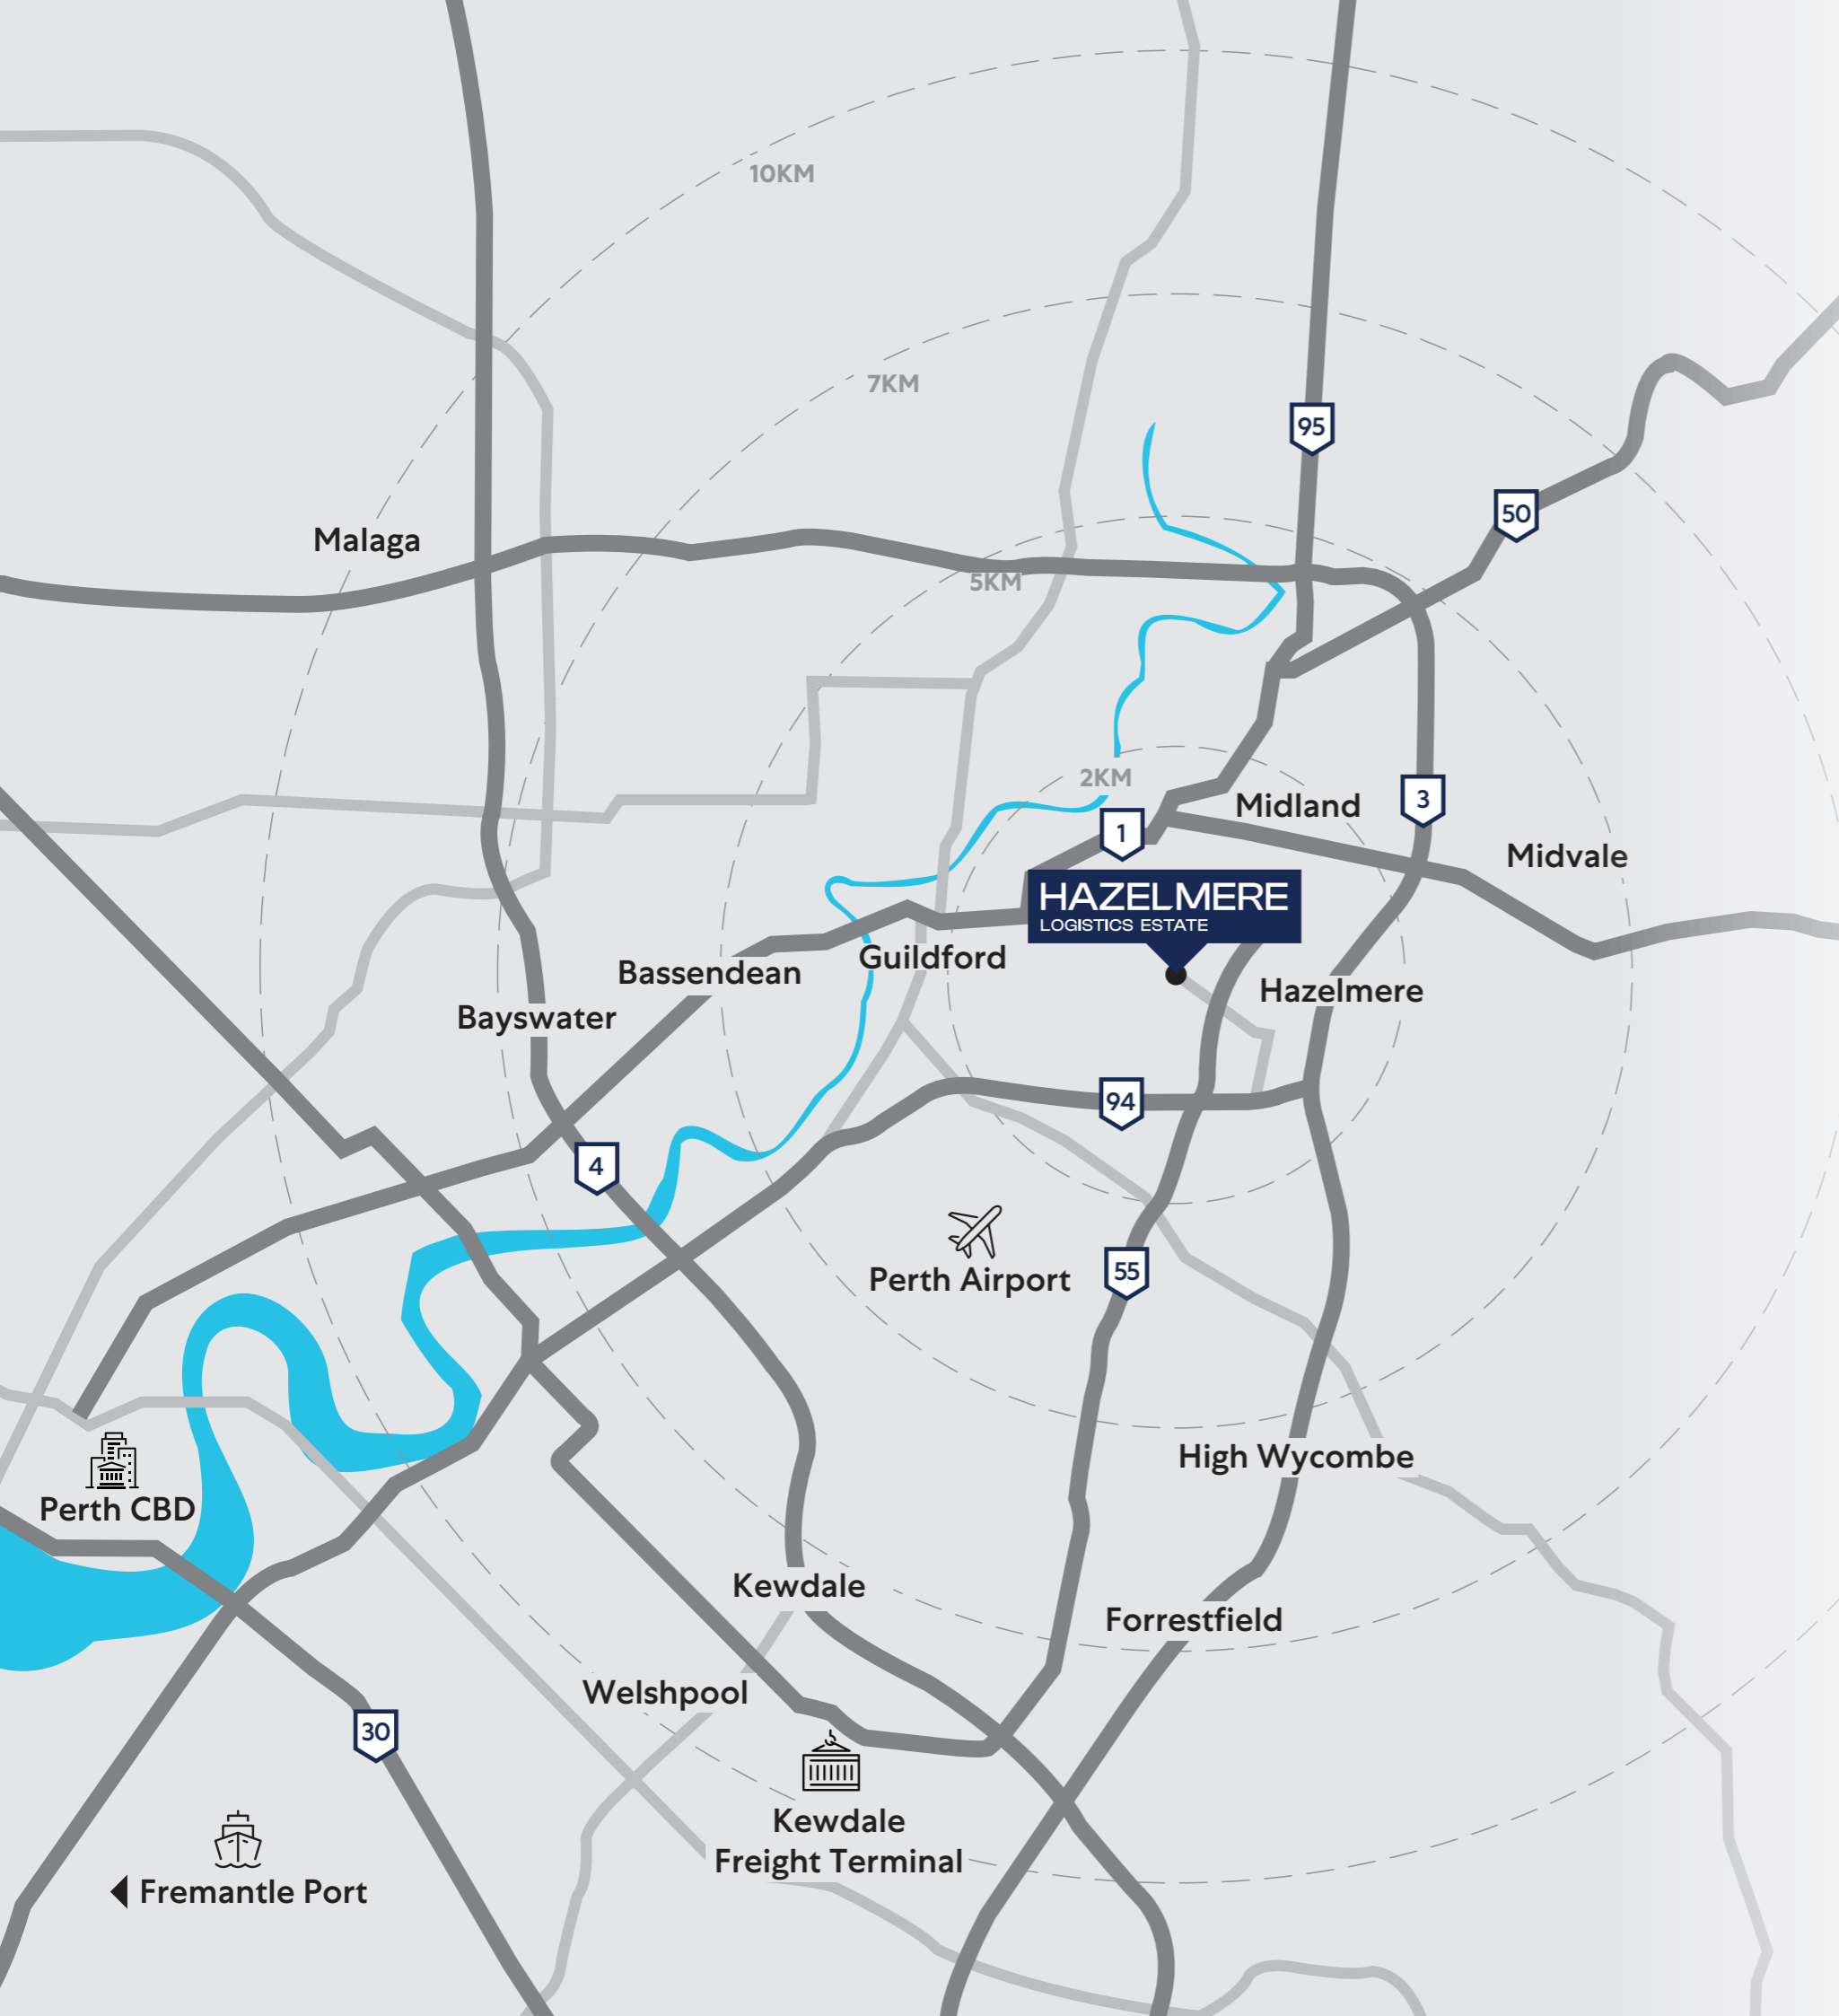 10KM
7KM
95
50
Malaga
5KM
2KM
Midland
3
1
Midvale
HAZELMERE
LOGISTICS ESTATE
Guildford
Bassendean
Hazelmere
Bayswater
94
4
55
Perth Airport
High Wycombe
Perth CBD
Kewdale
Forrestfield
Welshpool
30
Kewdale
Freight Terminal
Fremantle Port